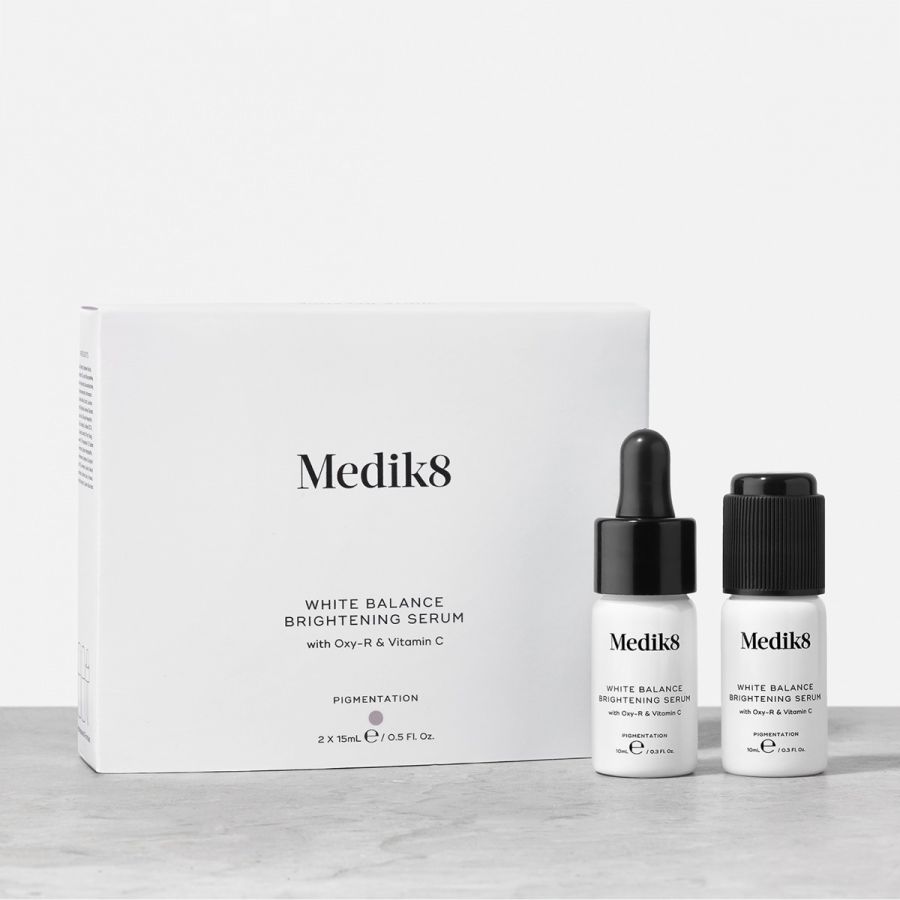 Medik8
WHITE BALANCE
BRIGHTENING SERUM
with Oxy-R & Vitamin C
PIGMENTATION
2 X 15mL ℮ / 0.5 Fl. Oz.
Medik8
WHITE BALANCE
BRIGHTENING SERUM
with Oxy-R & Vitamin C
PIGMENTATION
10mL ℮ / 0.3 Fl. Oz.
Medik8
WHITE BALANCE
BRIGHTENING SERUM
with Oxy-R & Vitamin C
PIGMENTATION
10mL ℮ / 0.3 Fl. Oz.